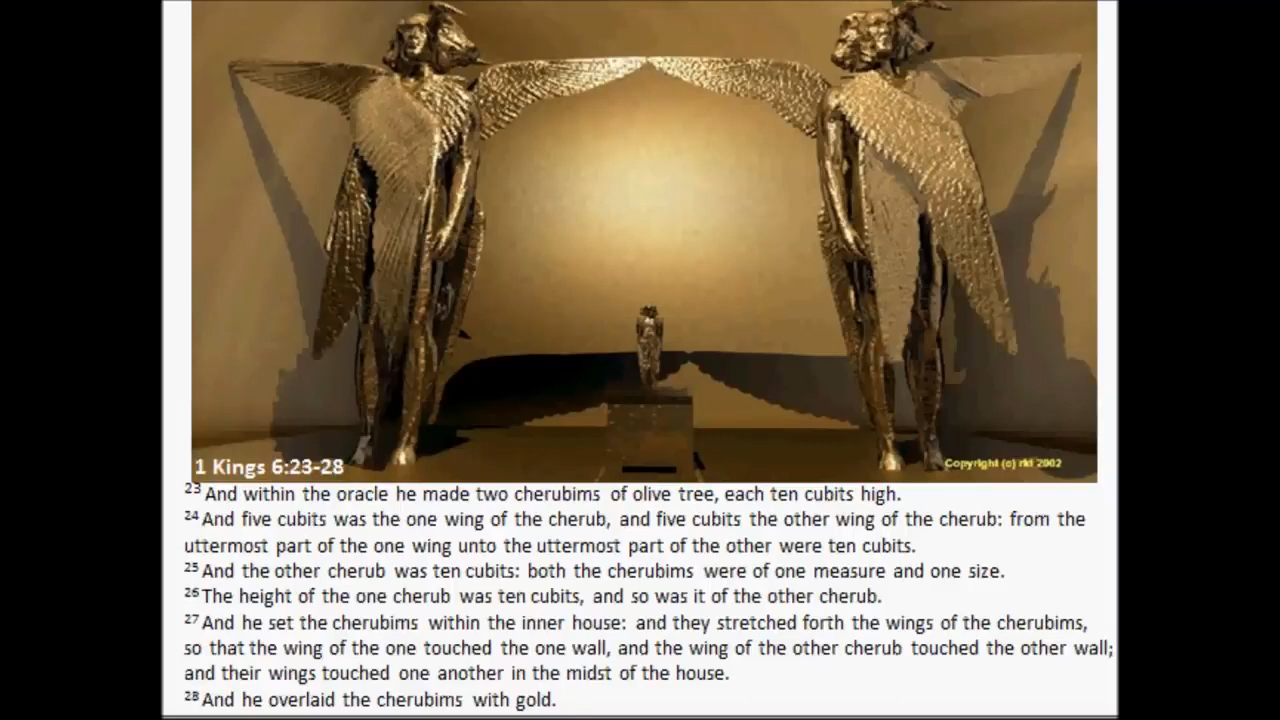 1 Kings 6:23-28
Copyright (c) rkt 2002
23 And within the oracle he made two cherubims of olive tree, each ten cubits high.
24 And five cubits was the one wing of the cherub, and five cubits the other wing of the cherub: from the
uttermost part of the one wing unto the uttermost part of the other were ten cubits.
25 And the other cherub was ten cubits: both the cherubims were of one measure and one size.
26 The height of the one cherub was ten cubits, and so was it of the other cherub.
27 And he set the cherubims within the inner house: and they stretched forth the wings of the cherubims,
so that the wing of the one touched the one wall, and the wing of the other cherub touched the other wall;
and their wings touched one another in the midst of the house.
28 And he overlaid the cherubims with gold.